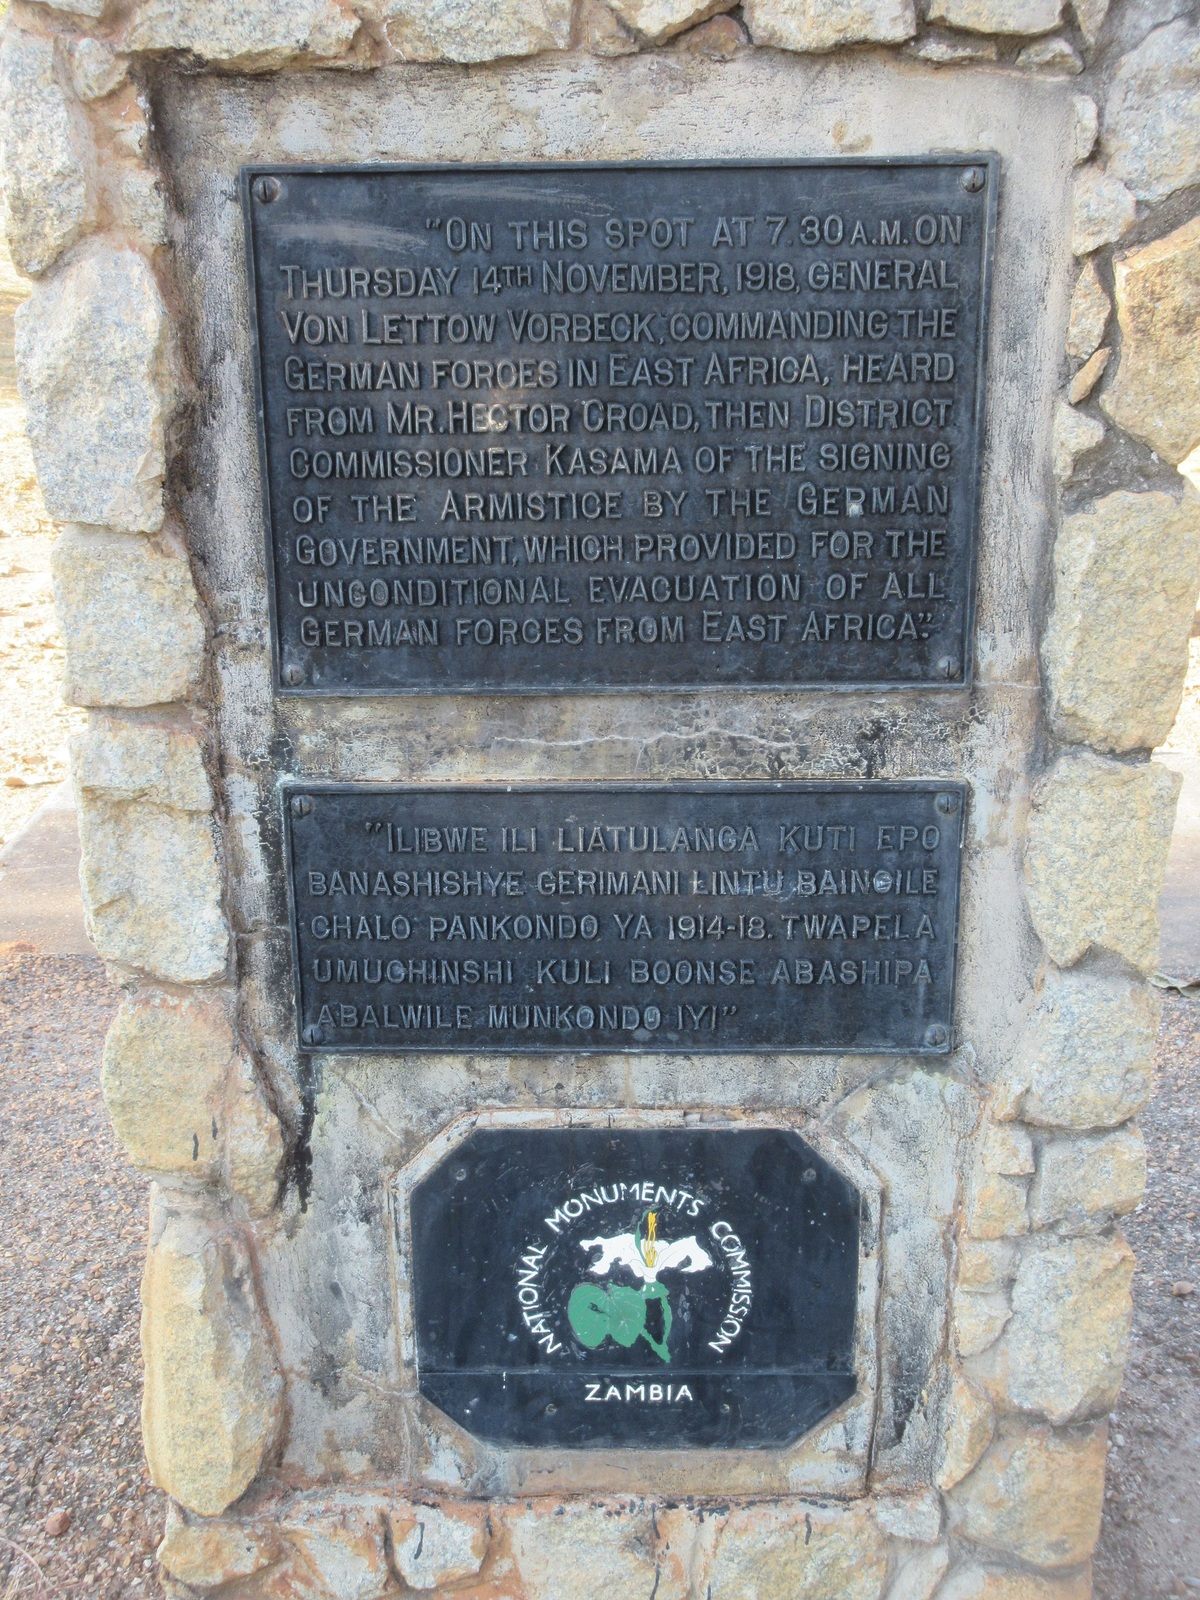 "ON THIS SPOT AT 7.30 A.M. ON
THURSDAY 14TH NOVEMBER, 1918, GENERAL
VON LETTOW VORBECK, COMMANDING THE
GERMAN FORCES IN EAST AFRICA, HEARD
FROM MR. HECTOR CROAD, THEN DISTRICT
COMMISSIONER KASAMA OF THE SIGNING
OF THE ARMISTICE BY THE GERMAN
GOVERNMENT, WHICH PROVIDED FOR THE
UNCONDITIONAL EVACUATION OF ALL
GERMAN FORCES FROM EAST AFRICA".
"ILIBWE ILI LIATULANGA KUTI EPO
BANASHISHYE GERIMANI LINTU BAINGILE
CHALO PANKONDO YA 1914-18. TWAPELA
UMUCHINSHI KULI BOONSE ABASHIPA
ABALWILE MUNKONDO IYI"
NATIONAL MONUMENTS COMMISSION
ZAMBIA